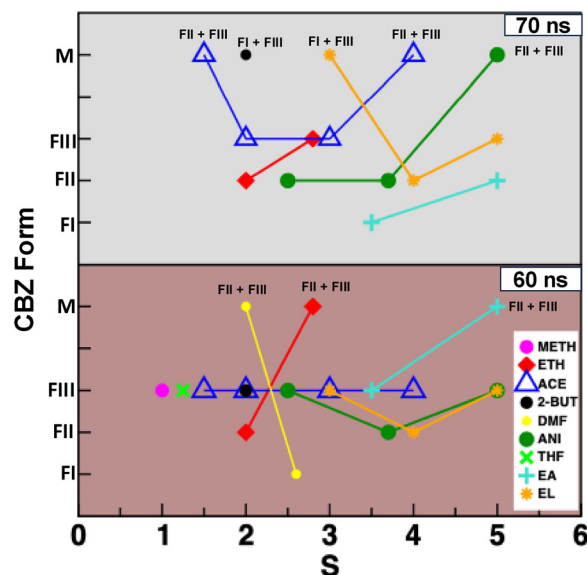 70 ns
FII + FIII
FI + FIII
FI + FIII
FII + FIII
FII + FIII
M
FIII
FII
FI
CBZ Form
60 ns
FII + FIII
FII + FIII
FII + FIII
M
FIII
FII
FI
METH
ETH
ACE
2-BUT
DMF
ANI
THF
EA
EL
0 1 2 3 4 5 6
S